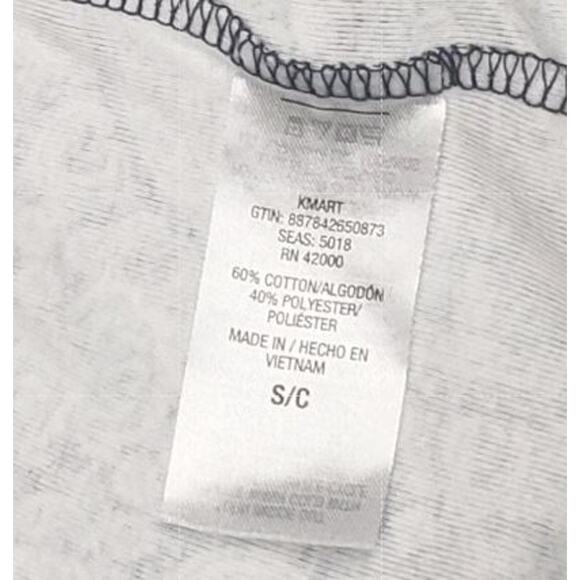 KMART
GTIN: 887842650873
SEAS: 5018
RN 42000
60% COTTON/ALGODÓN
40% POLYESTER/
POLIÉSTER
MADE IN / HECHO EN
VIETNAM
S/C